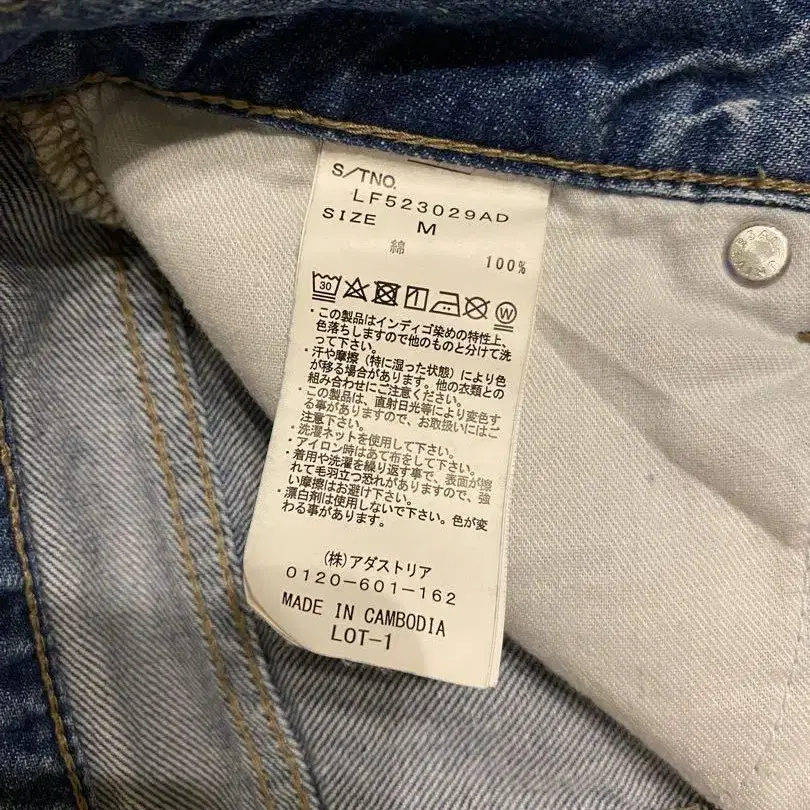 S/TNO.
LF523029AD
SIZE M
綿 100%
30
W
・この製品はインディゴ染めの特性上、
色落ちしますので他のものと分けて洗
って下さい。
・汗や摩擦（特に湿った状態）により色
が移る場合があります。他の衣類との
組み合わせにご注意ください。
・この製品は、直射日光等により変色す
る事がありますので、お取扱いにはご
注意下さい。
・洗濯ネットを使用して下さい。
・アイロン時はあて布をして下さい。
・着用や洗濯を繰り返す事で、表面が擦
れて毛羽立つ恐れがありますので、強
い摩擦はお避け下さい。
・漂白剤は使用しないで下さい。色が変
わる事があります。
(株)アダストリア
0120-601-162
MADE IN CAMBODIA
LOT-1